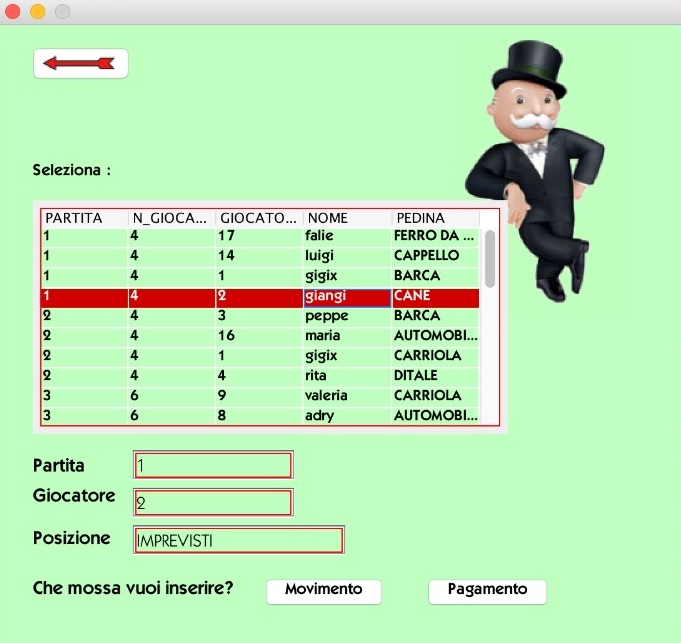 Seleziona :
PARTITA N_GIOCA... GIOCATO... NOME PEDINA
1 4 17 falie FERRO DA ...
1 4 14 luigi CAPPELLO
1 4 1 gigix BARCA
1 4 2 giangi CANE
2 4 3 peppe BARCA
2 4 16 maria AUTOMOBI...
2 4 1 gigix CARRIOLA
2 4 4 rita DITALE
3 6 9 valeria CARRIOLA
3 6 8 adry AUTOMOBI...
Partita 1
Giocatore 2
Posizione IMPREVISTI
Che mossa vuoi inserire? Movimento Pagamento